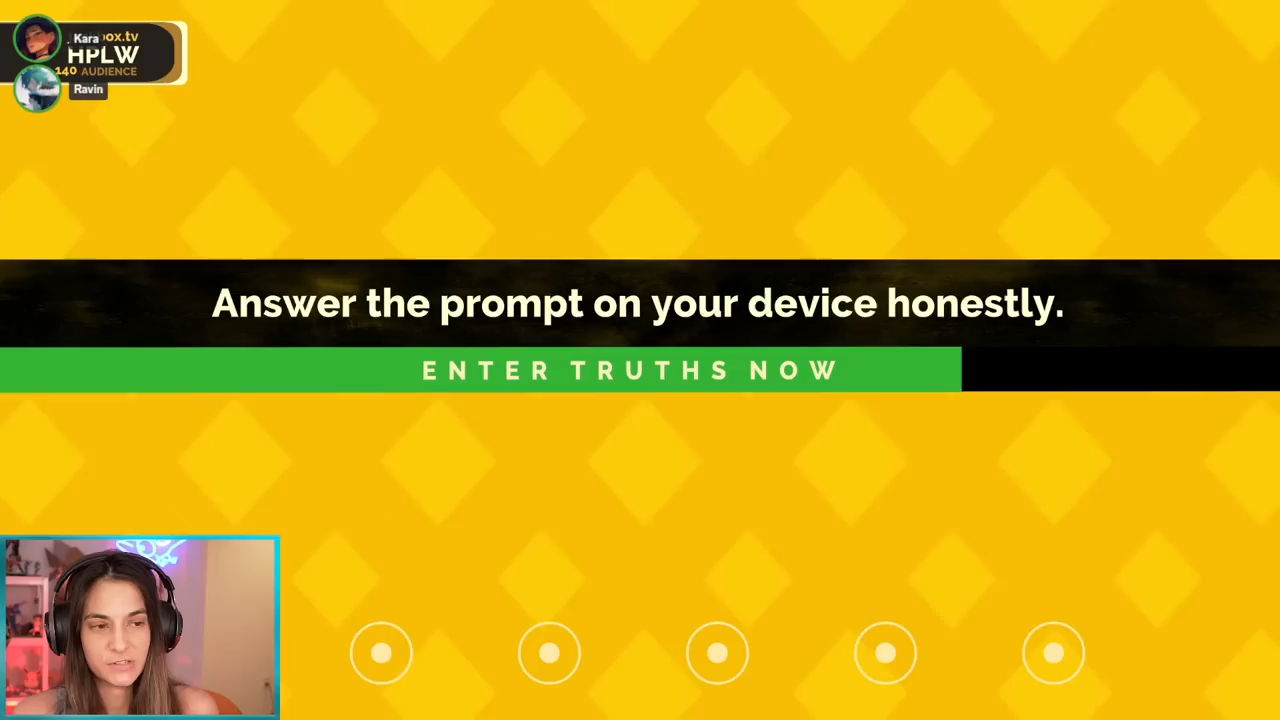 Kara
ox.tv
HPLW
140 AUDIENCE
Ravin
Answer the prompt on your device honestly.
ENTER TRUTHS NOW